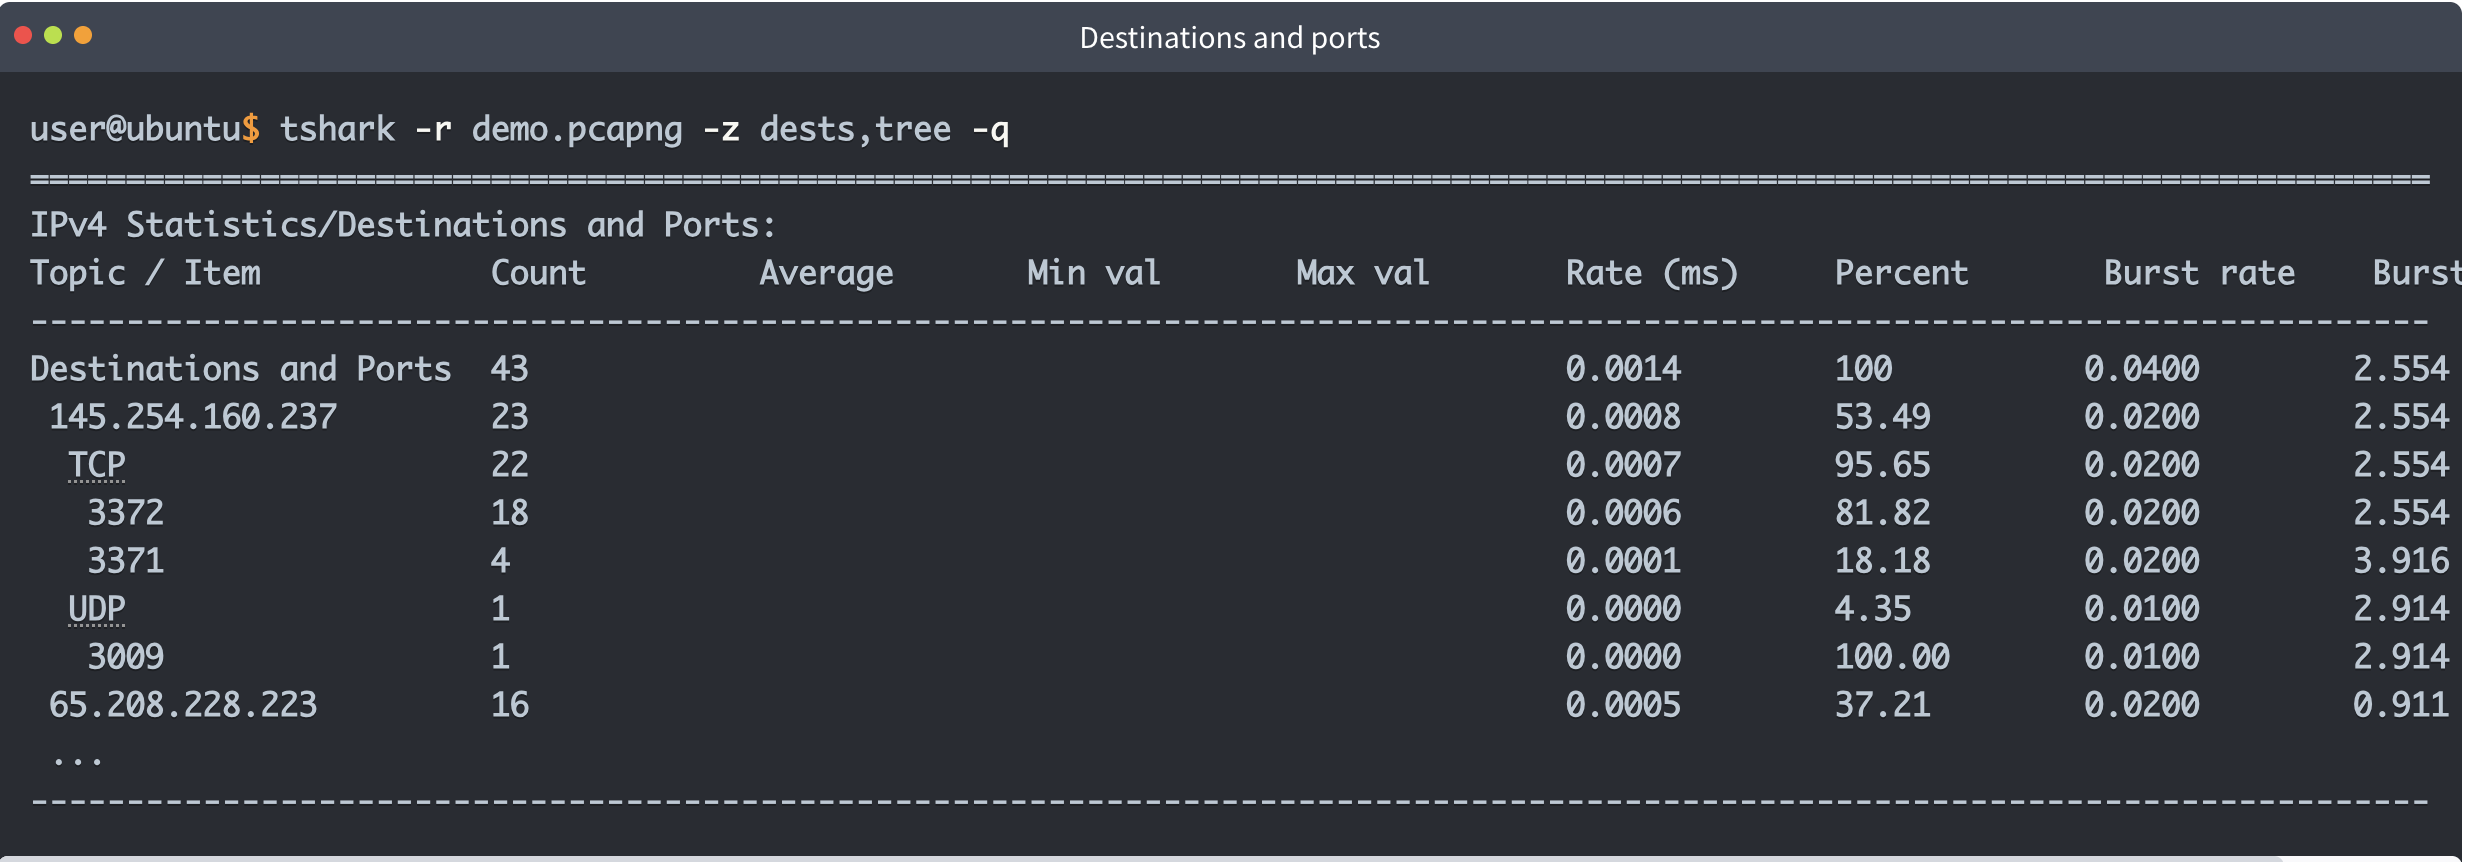 Destinations and ports
user@ubuntu$ tshark -r demo.pcapng -z dests,tree -q
=============================================================================================================================
IPv4 Statistics/Destinations and Ports:
Topic / Item            Count         Average       Min val       Max val       Rate (ms)     Percent       Burst rate    Burst
-----------------------------------------------------------------------------------------------------------------------------
Destinations and Ports  43                                                      0.0014        100          0.0400        2.554
 145.254.160.237        23                                                      0.0008        53.49        0.0200        2.554
  TCP                   22                                                      0.0007        95.65        0.0200        2.554
   3372                 18                                                      0.0006        81.82        0.0200        2.554
   3371                 4                                                       0.0001        18.18        0.0200        3.916
  UDP                   1                                                       0.0000        4.35         0.0100        2.914
   3009                 1                                                       0.0000        100.00       0.0100        2.914
 65.208.228.223         16                                                      0.0005        37.21        0.0200        0.911
 ...
-----------------------------------------------------------------------------------------------------------------------------